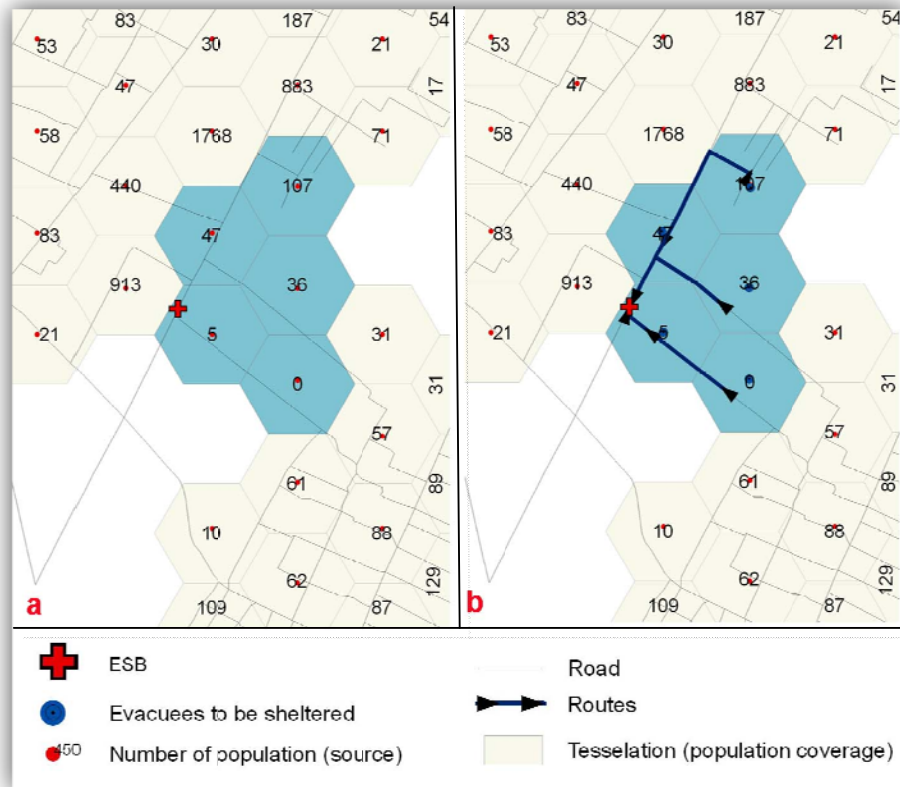 83 187 54
53 30 21
47 883 17
58 1768 71
440 107
83 47
913 36
21 5 31
0 31
57
61 89
10 88
62 129
109 87
a
83 187 54
53 30 21
47 883 17
58 1768 71
440
83
913 36
21 5 31
0 31
57
61 89
10 88
62 129
109 87
b
ESB
Evacuees to be sheltered
450 Number of population (source)
Road
Routes
Tesselation (population coverage)